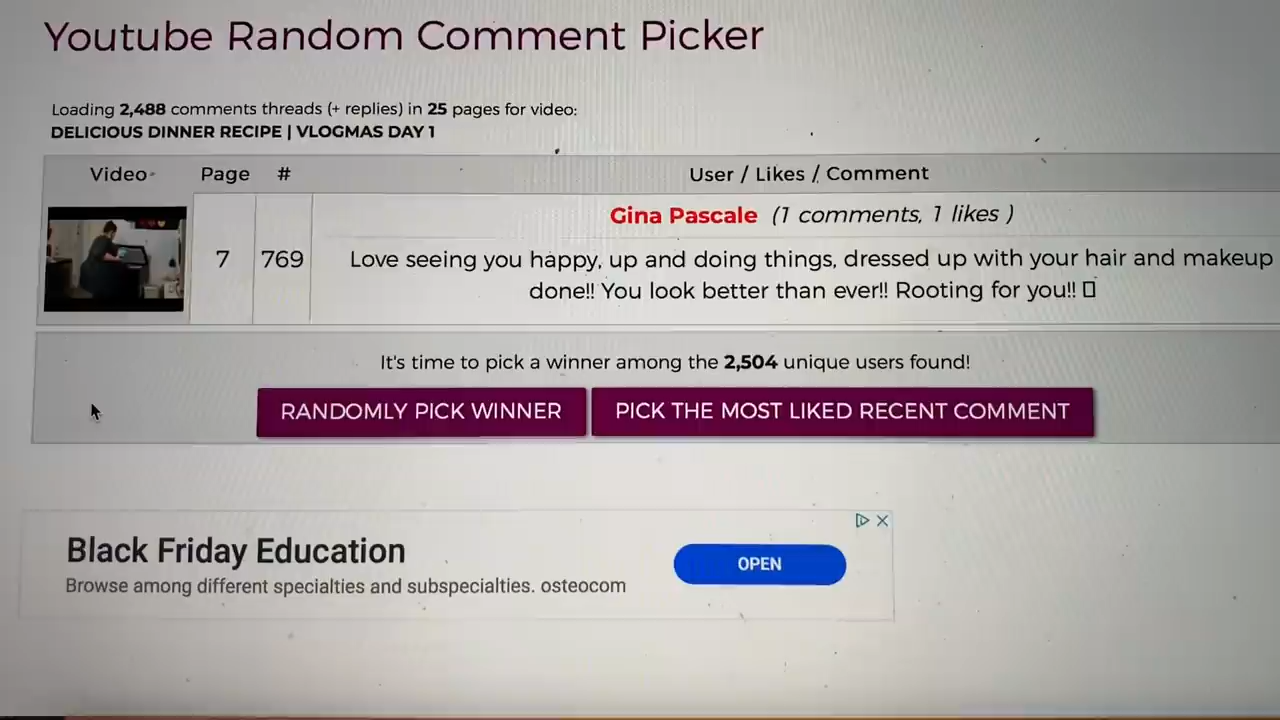 Youtube Random Comment Picker
Loading 2,488 comments threads (+ replies) in 25 pages for video:
DELICIOUS DINNER RECIPE | VLOGMAS DAY 1
Video Page # User / Likes / Comment
Gina Pascale (1 comments, 1 likes )
7 769 Love seeing you happy, up and doing things, dressed up with your hair and makeup
done!! You look better than ever!! Rooting for you!!
It's time to pick a winner among the 2,504 unique users found!
RANDOMLY PICK WINNER PICK THE MOST LIKED RECENT COMMENT
Black Friday Education
OPEN
Browse among different specialties and subspecialties. osteocom